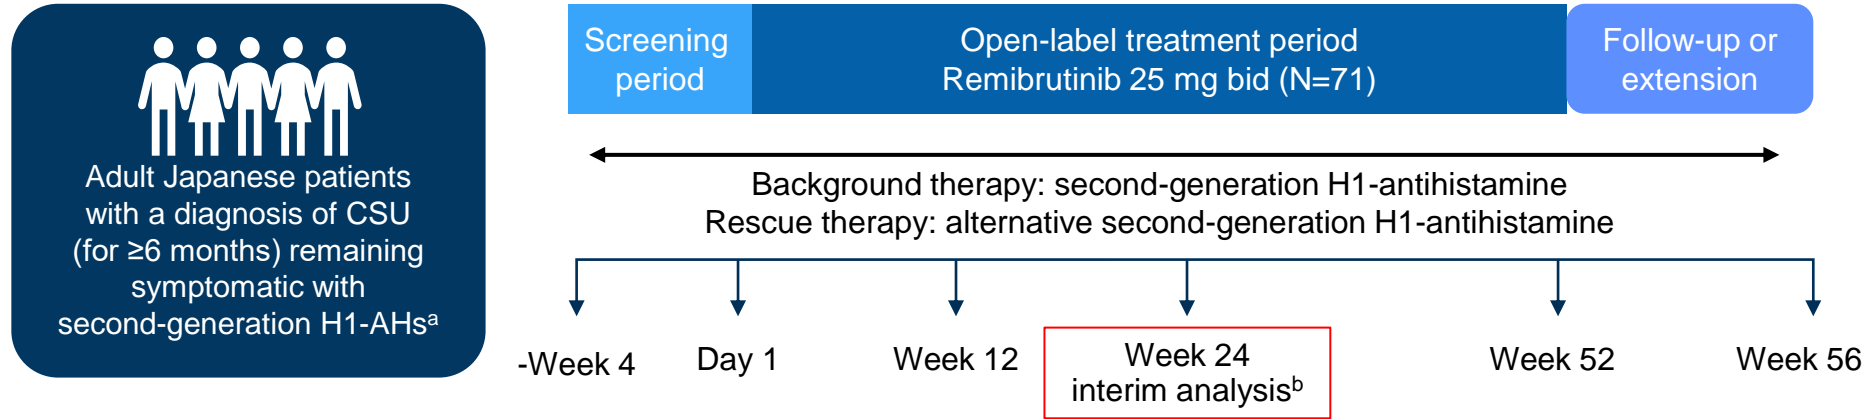 Adult Japanese patients
with a diagnosis of CSU
(for ≥6 months) remaining
symptomatic with
second-generation H1-AHsᵃ
Screening
period
Open-label treatment period
Remibrutinib 25 mg bid (N=71)
Follow-up or
extension
Background therapy: second-generation H1-antihistamine
Rescue therapy: alternative second-generation H1-antihistamine
-Week 4
Day 1
Week 12
Week 24
interim analysisᵇ
Week 52
Week 56